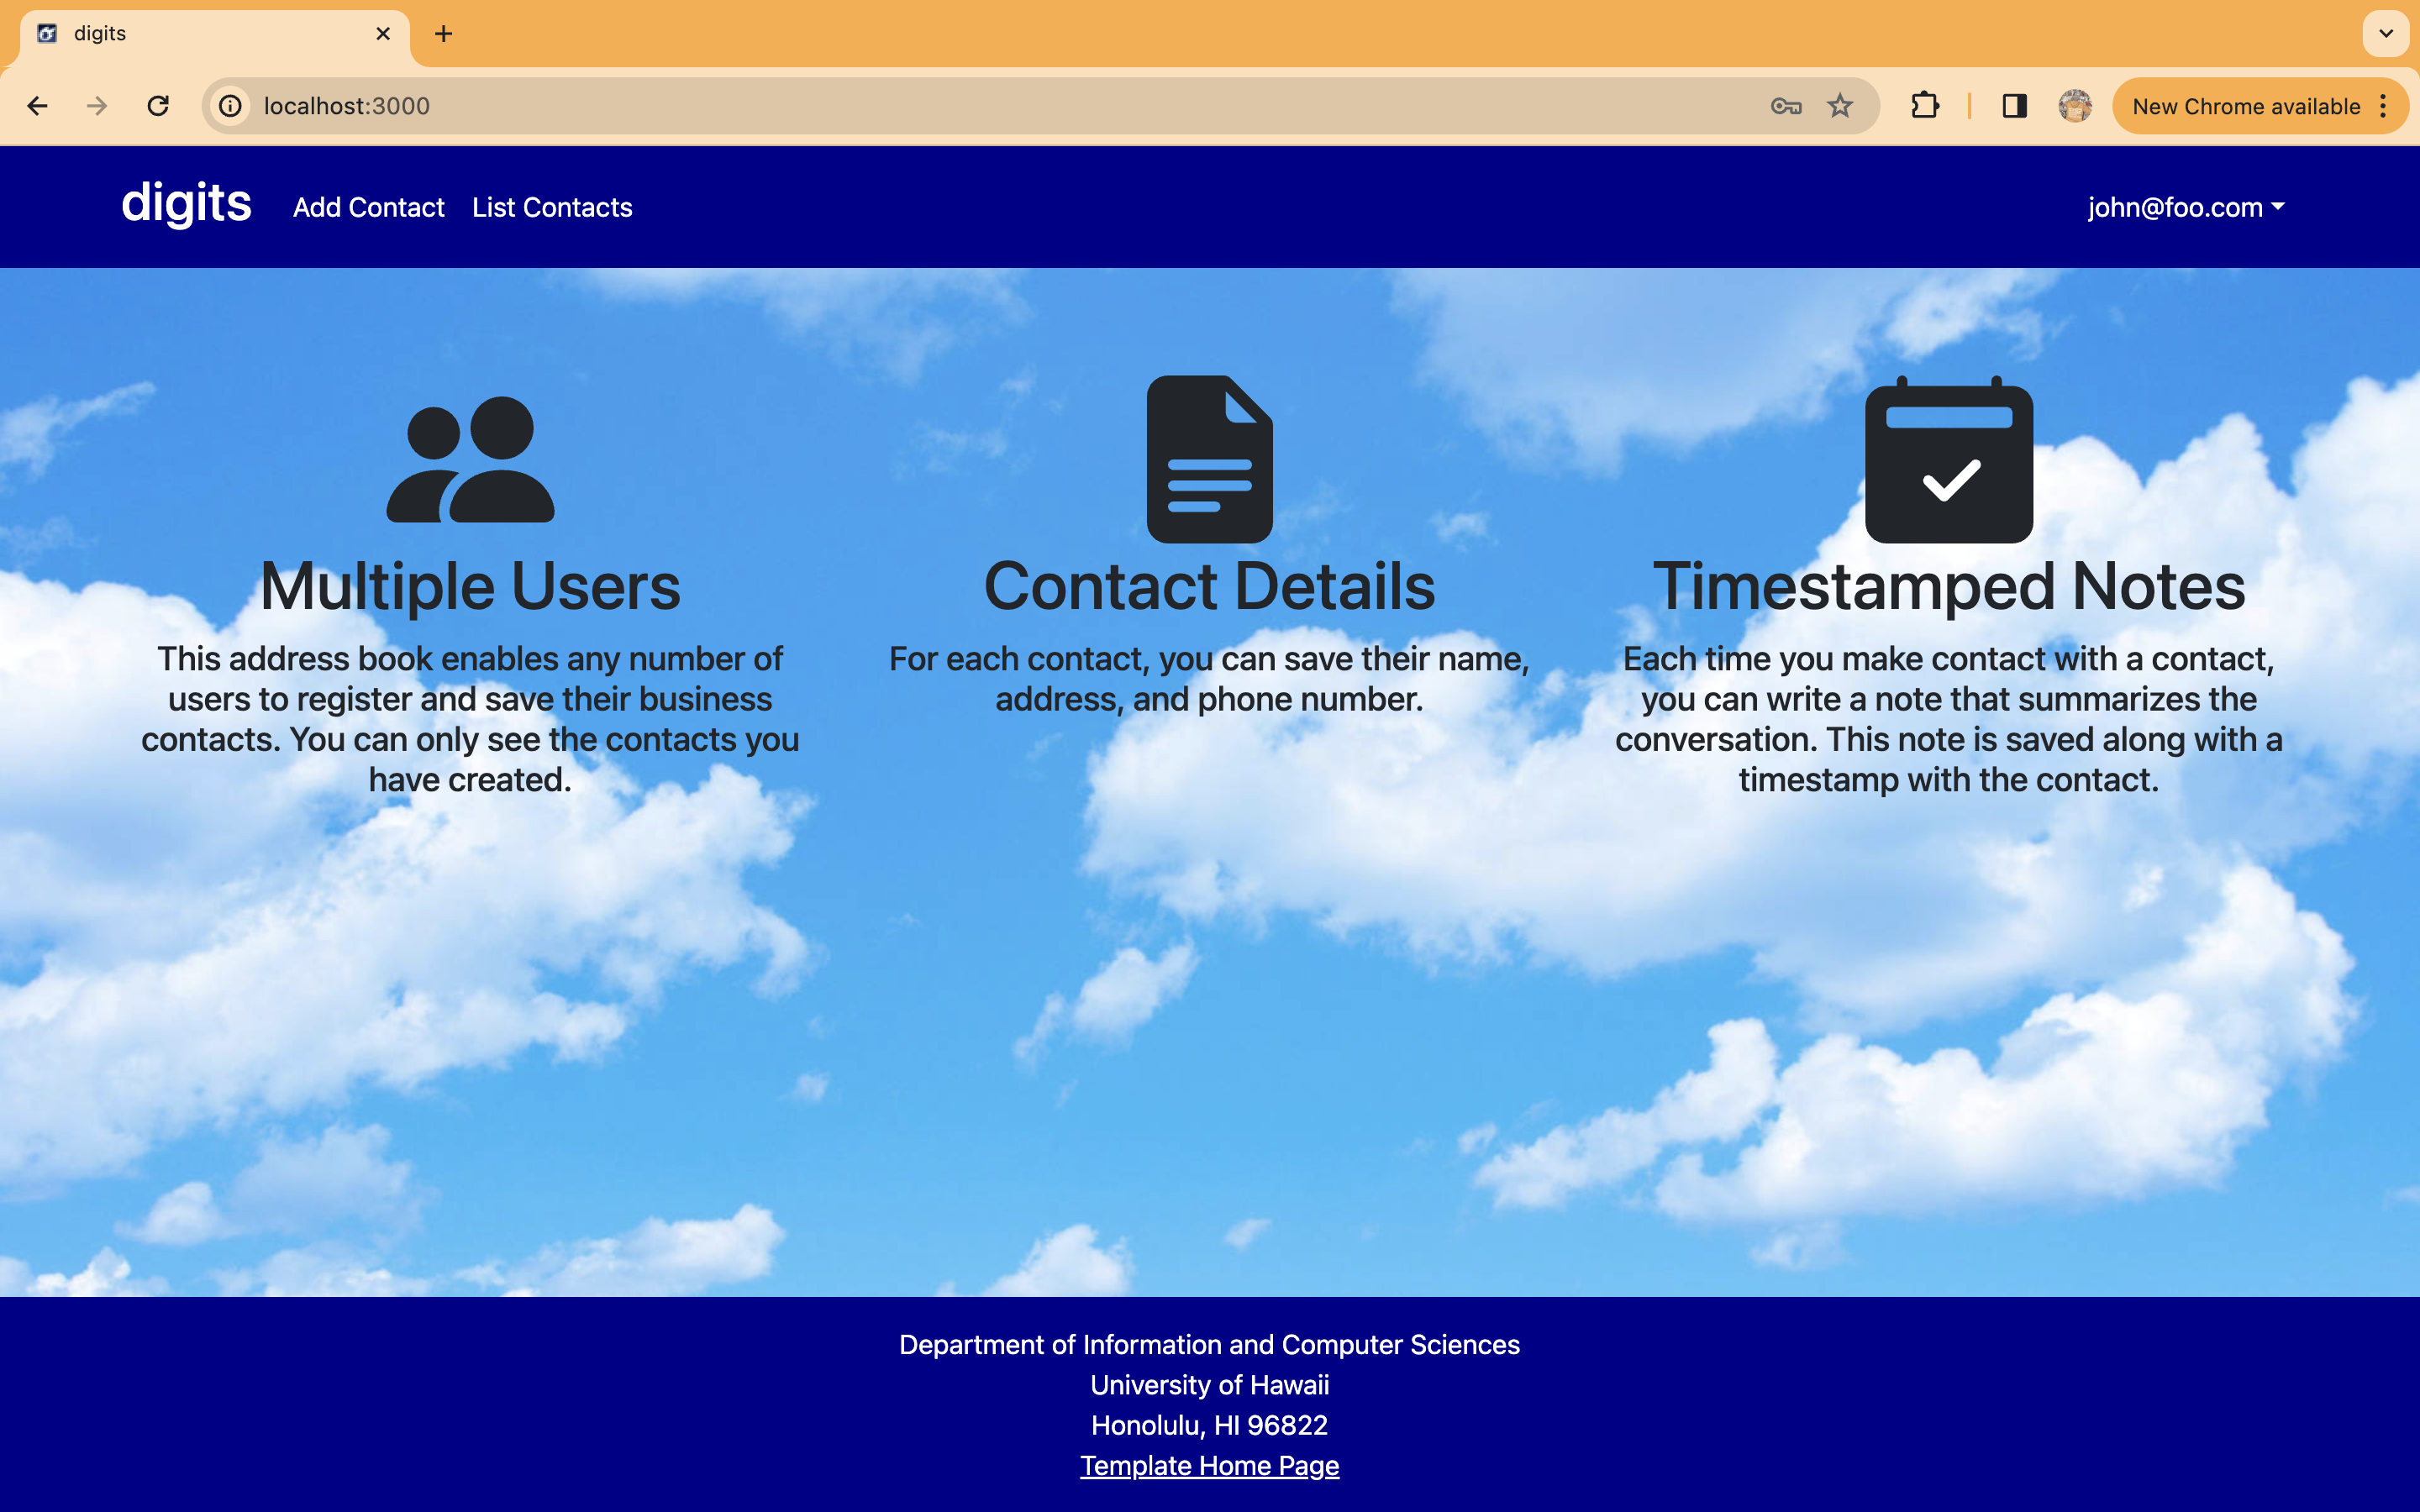 digits
localhost:3000
New Chrome available
digits
Add Contact
List Contacts
john@foo.com
Multiple Users
This address book enables any number of
users to register and save their business
contacts. You can only see the contacts you
have created.
Contact Details
For each contact, you can save their name,
address, and phone number.
Timestamped Notes
Each time you make contact with a contact,
you can write a note that summarizes the
conversation. This note is saved along with a
timestamp with the contact.
Department of Information and Computer Sciences
University of Hawaii
Honolulu, HI 96822
Template Home Page